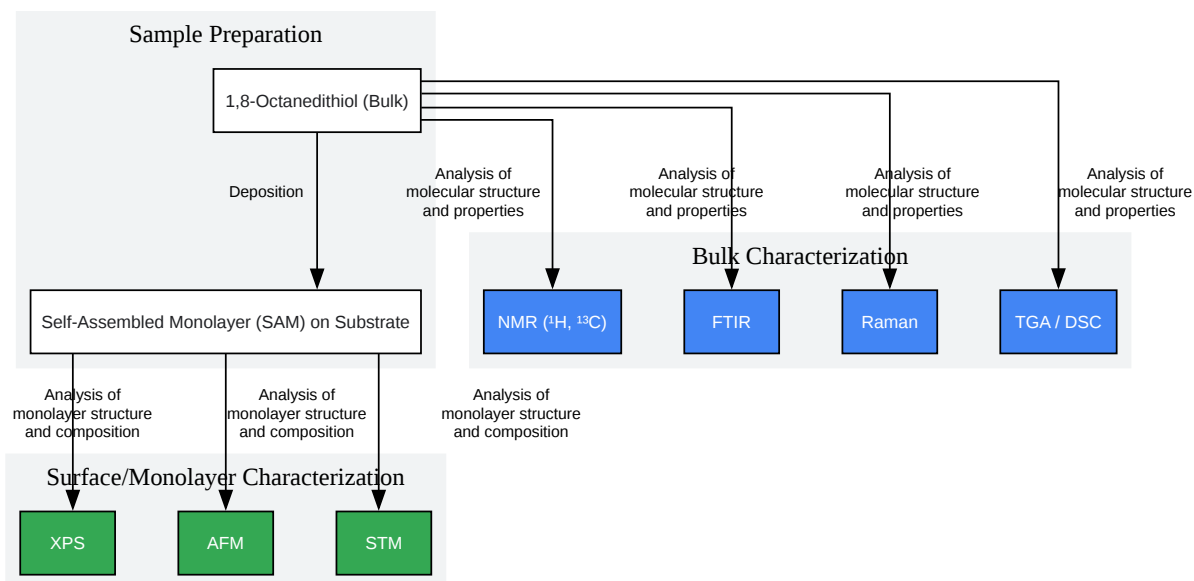 Sample Preparation
1,8-Octanedithiol (Bulk)
Deposition
Analysis of
molecular structure
and properties
Analysis of
molecular structure
and properties
Analysis of
molecular structure
and properties
Analysis of
molecular structure
and properties
Bulk Characterization
Self-Assembled Monolayer (SAM) on Substrate
NMR (¹H, ¹³C)
FTIR
Raman
TGA / DSC
Analysis of
monolayer structure
and composition
Analysis of
monolayer structure
and composition
Analysis of
monolayer structure
and composition
Surface/Monolayer Characterization
XPS
AFM
STM